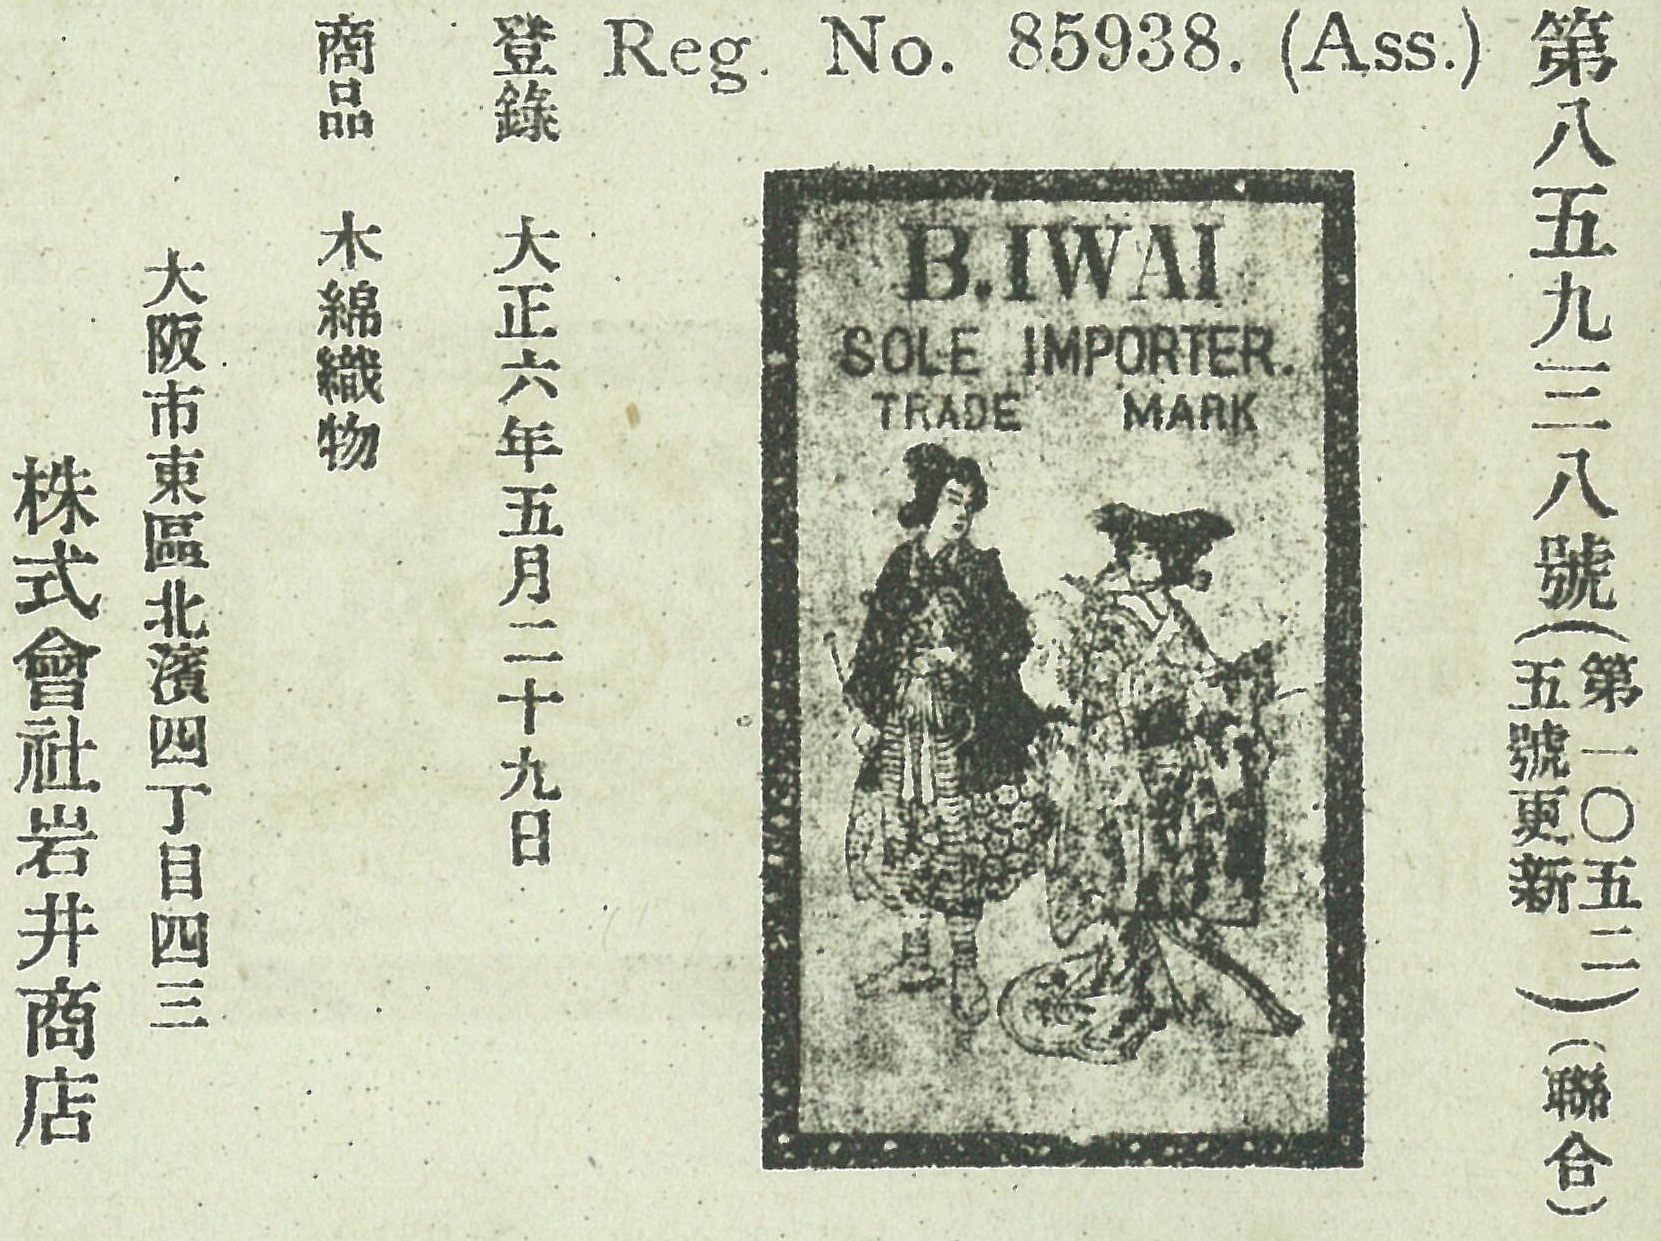 第八五九三八號(第一〇五二五號更新)(聯合)
Reg. No. 85938. (Ass.)
B.IWAI
SOLE IMPORTER.
TRADE MARK
登錄 大正六年五月二十九日
商品 木綿織物
大阪市東區北濱四丁目四三
株式會社岩井商店